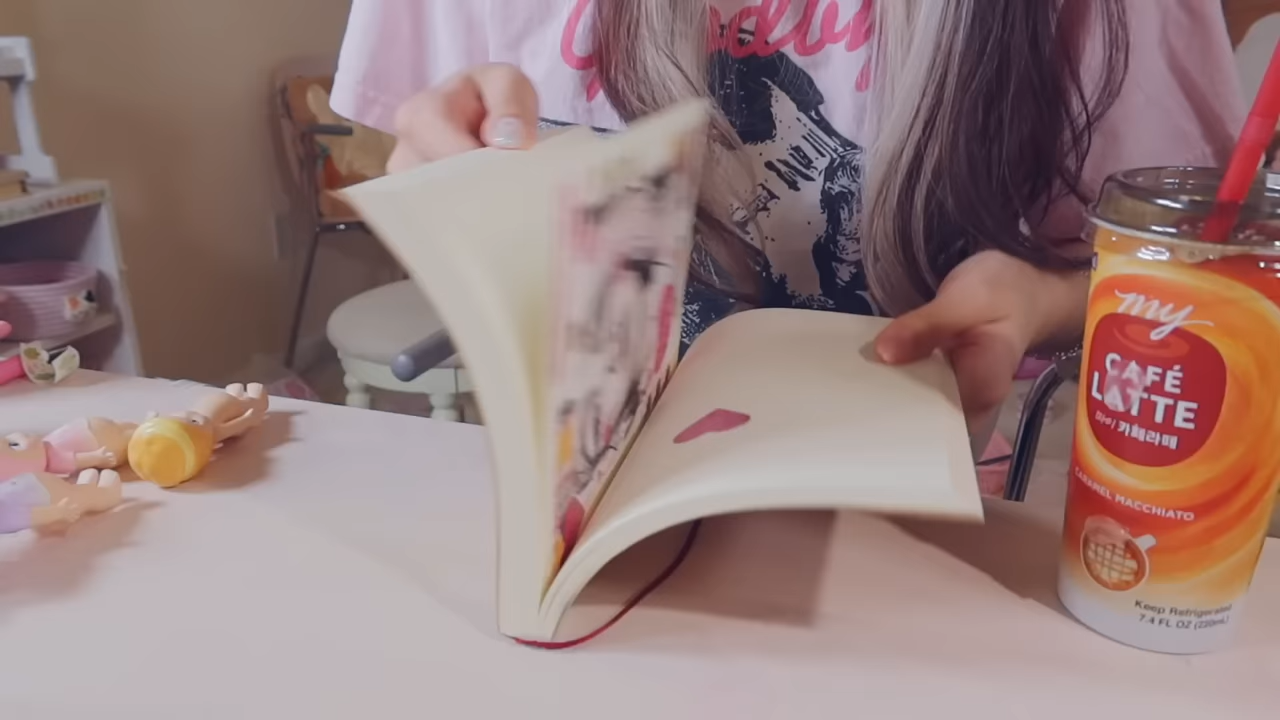 my
CAFÉ
LATTE
마이 카페라떼
CARAMEL MACCHIATO
Keep Refrigerated
7.4 FL OZ (220mL)